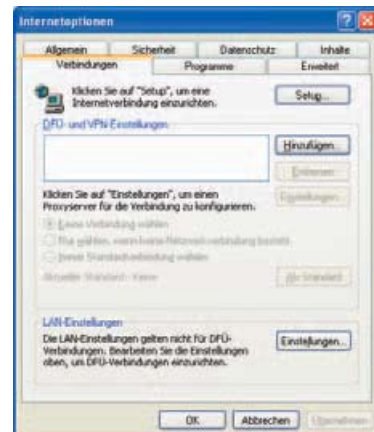 Internetoptionen
Allgemein Sicherheit Datenschutz Inhalte
Verbindungen Programme Erweitert
Klicken Sie auf "Setup", um eine
Internetverbindung einzurichten.
Setup...
DFÜ- und VPN-Einstellungen
Hinzufügen...
Entfernen
Klicken Sie auf "Einstellungen", um einen
Proxyserver für die Verbindung zu konfigurieren.
Einstellungen...
Keine Verbindung wählen
Nur wählen, wenn keine Netzwerkverbindung besteht
Immer Standardverbindung wählen
Aktueller Standard: Keine
Als Standard
LAN-Einstellungen
Die LAN-Einstellungen gelten nicht für DFÜ-
Verbindungen. Bearbeiten Sie die Einstellungen
oben, um DFÜ-Verbindungen einzurichten.
Einstellungen...
OK Abbrechen Übernehmen